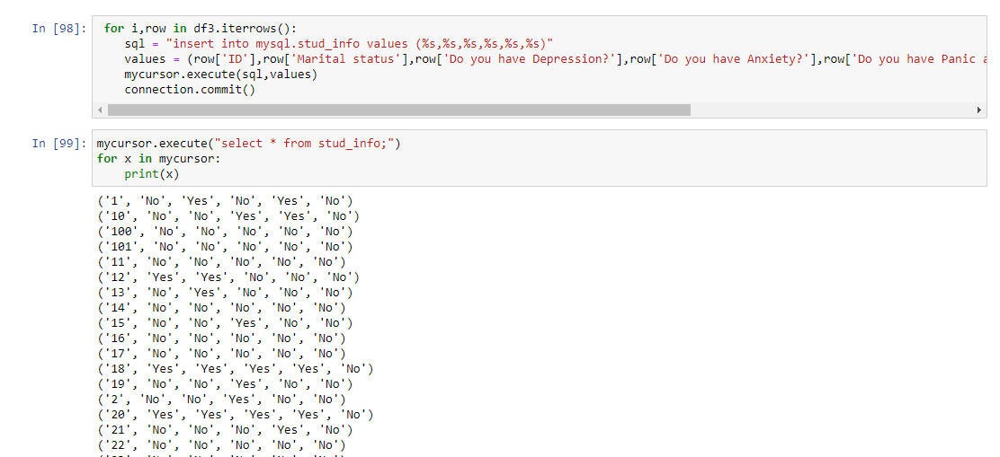 In [98]: for i,row in df3.iterrows():
sql = "insert into mysql.stud_info values (%s,%s,%s,%s,%s,%s)"
values = (row['ID'],row['Marital status'],row['Do you have Depression?'],row['Do you have Anxiety?'],row['Do you have Panic
mycursor.execute(sql,values)
connection.commit()
In [99]: mycursor.execute("select * from stud_info;")
for x in mycursor:
print(x)
('1', 'No', 'Yes', 'No', 'Yes', 'No')
('10', 'No', 'No', 'Yes', 'Yes', 'No')
('100', 'No', 'No', 'No', 'No', 'No')
('101', 'No', 'No', 'No', 'No', 'No')
('11', 'No', 'No', 'No', 'No', 'No')
('12', 'Yes', 'Yes', 'No', 'No', 'No')
('13', 'No', 'Yes', 'No', 'No', 'No')
('14', 'No', 'No', 'No', 'No', 'No')
('15', 'No', 'No', 'Yes', 'No', 'No')
('16', 'No', 'No', 'No', 'No', 'No')
('17', 'No', 'No', 'No', 'No', 'No')
('18', 'Yes', 'Yes', 'Yes', 'Yes', 'No')
('19', 'No', 'No', 'Yes', 'No', 'No')
('2', 'No', 'No', 'Yes', 'No', 'No')
('20', 'Yes', 'Yes', 'Yes', 'Yes', 'No')
('21', 'No', 'No', 'No', 'Yes', 'No')
('22', 'No', 'No', 'No', 'No', 'No')